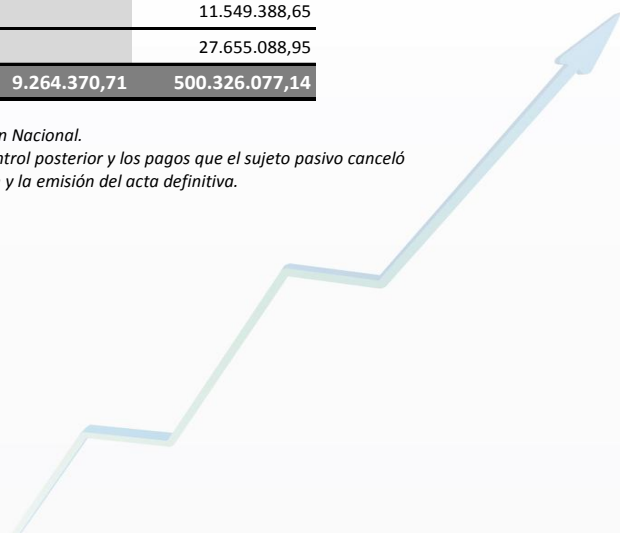 11.549.388,65
27.655.088,95
9.264.370,71 500.326.077,14
n Nacional.
ntrol posterior y los pagos que el sujeto pasivo canceló
y la emisión del acta definitiva.